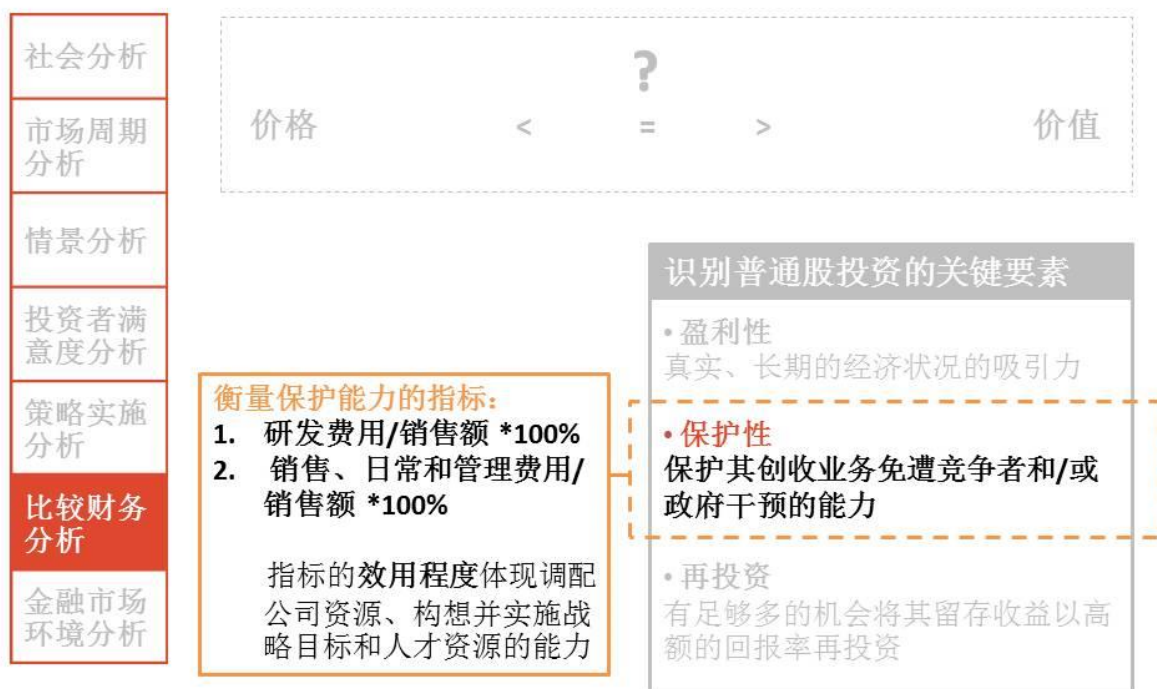 社会分析
市场周期
分析
情景分析
投资者满
意度分析
策略实施
分析
比较财务
分析
金融市场
环境分析
?
价格 < = > 价值
衡量保护能力的指标：
1. 研发费用/销售额 *100%
2. 销售、日常和管理费用/
销售额 *100%
指标的效用程度体现调配
公司资源、构想并实施战
略目标和人才资源的能力
识别普通股投资的关键要素
• 盈利性
真实、长期的经济状况的吸引力
• 保护性
保护其创收业务免遭竞争者和/或
政府干预的能力
• 再投资
有足够多的机会将其留存收益以高
额的回报率再投资